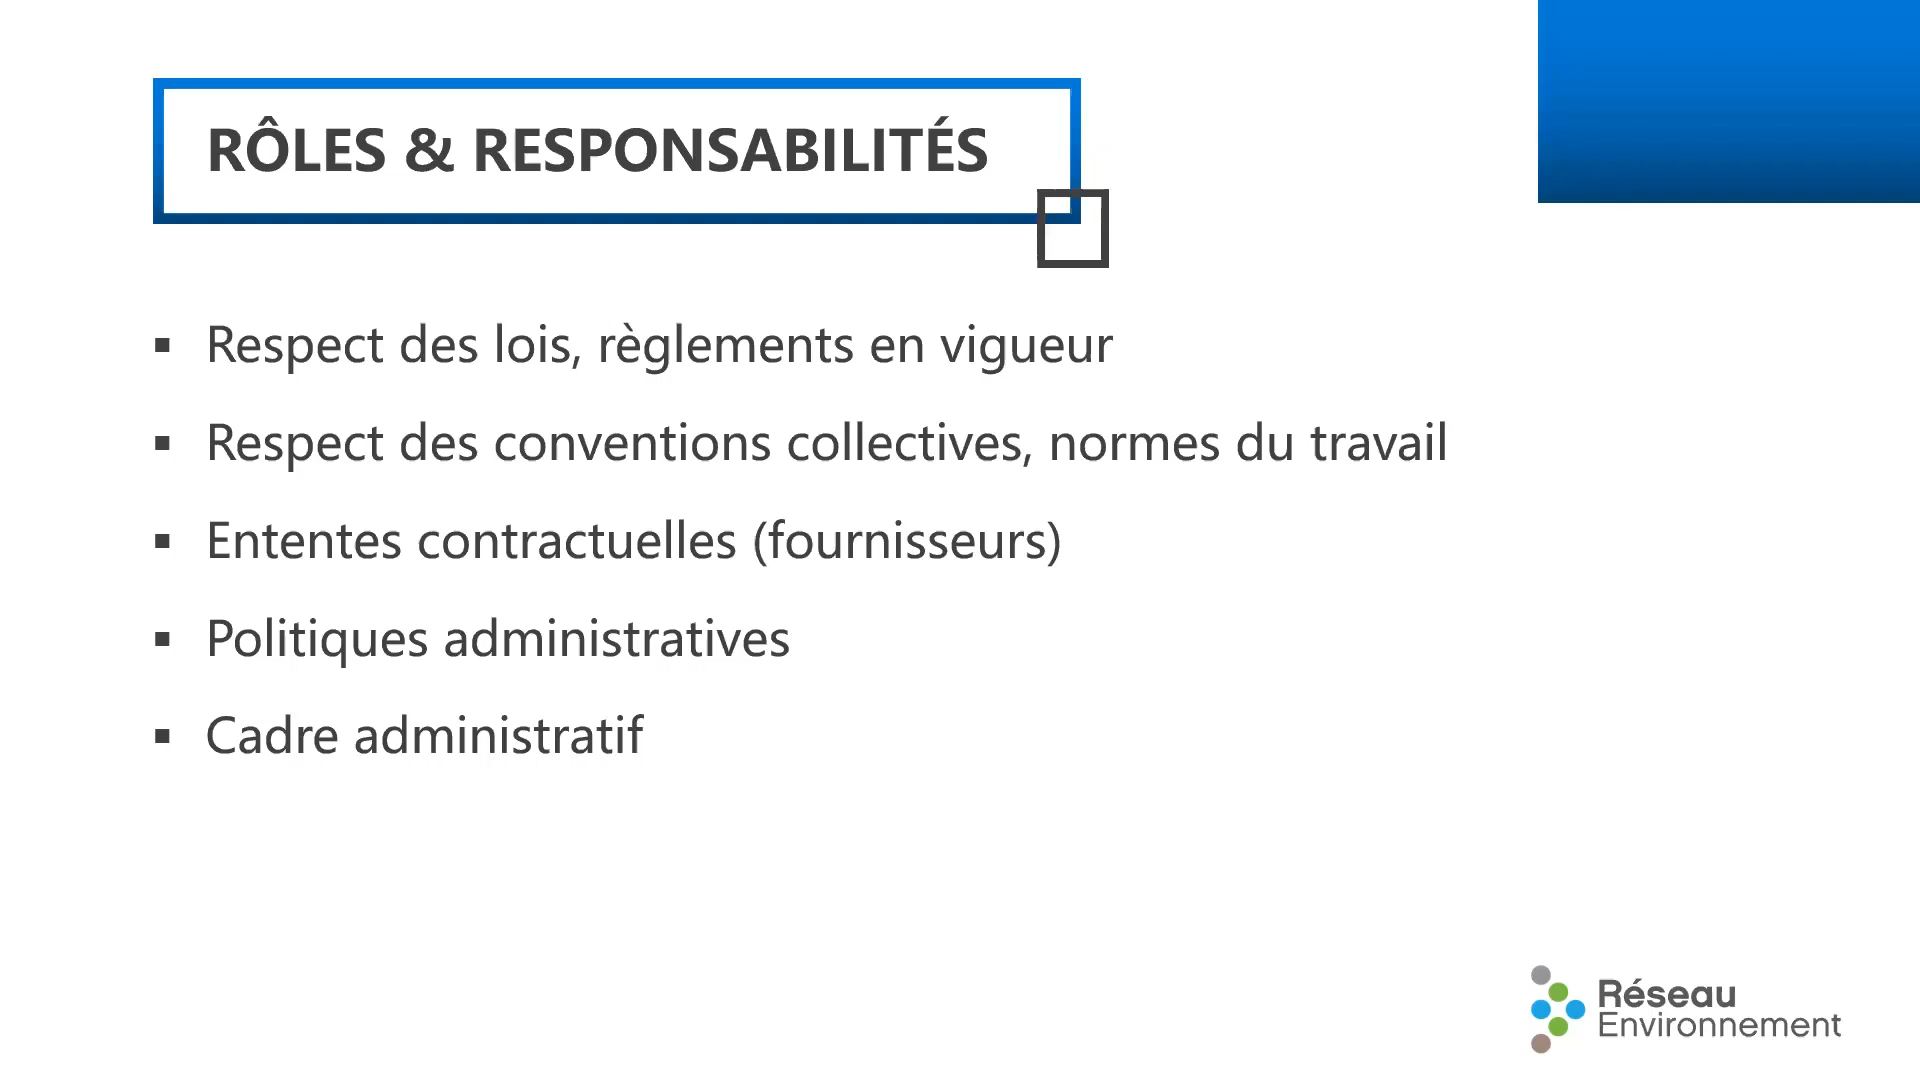 RÔLES & RESPONSABILITÉS
▪ Respect des lois, règlements en vigueur
▪ Respect des conventions collectives, normes du travail
▪ Ententes contractuelles (fournisseurs)
▪ Politiques administratives
▪ Cadre administratif
Réseau
Environnement